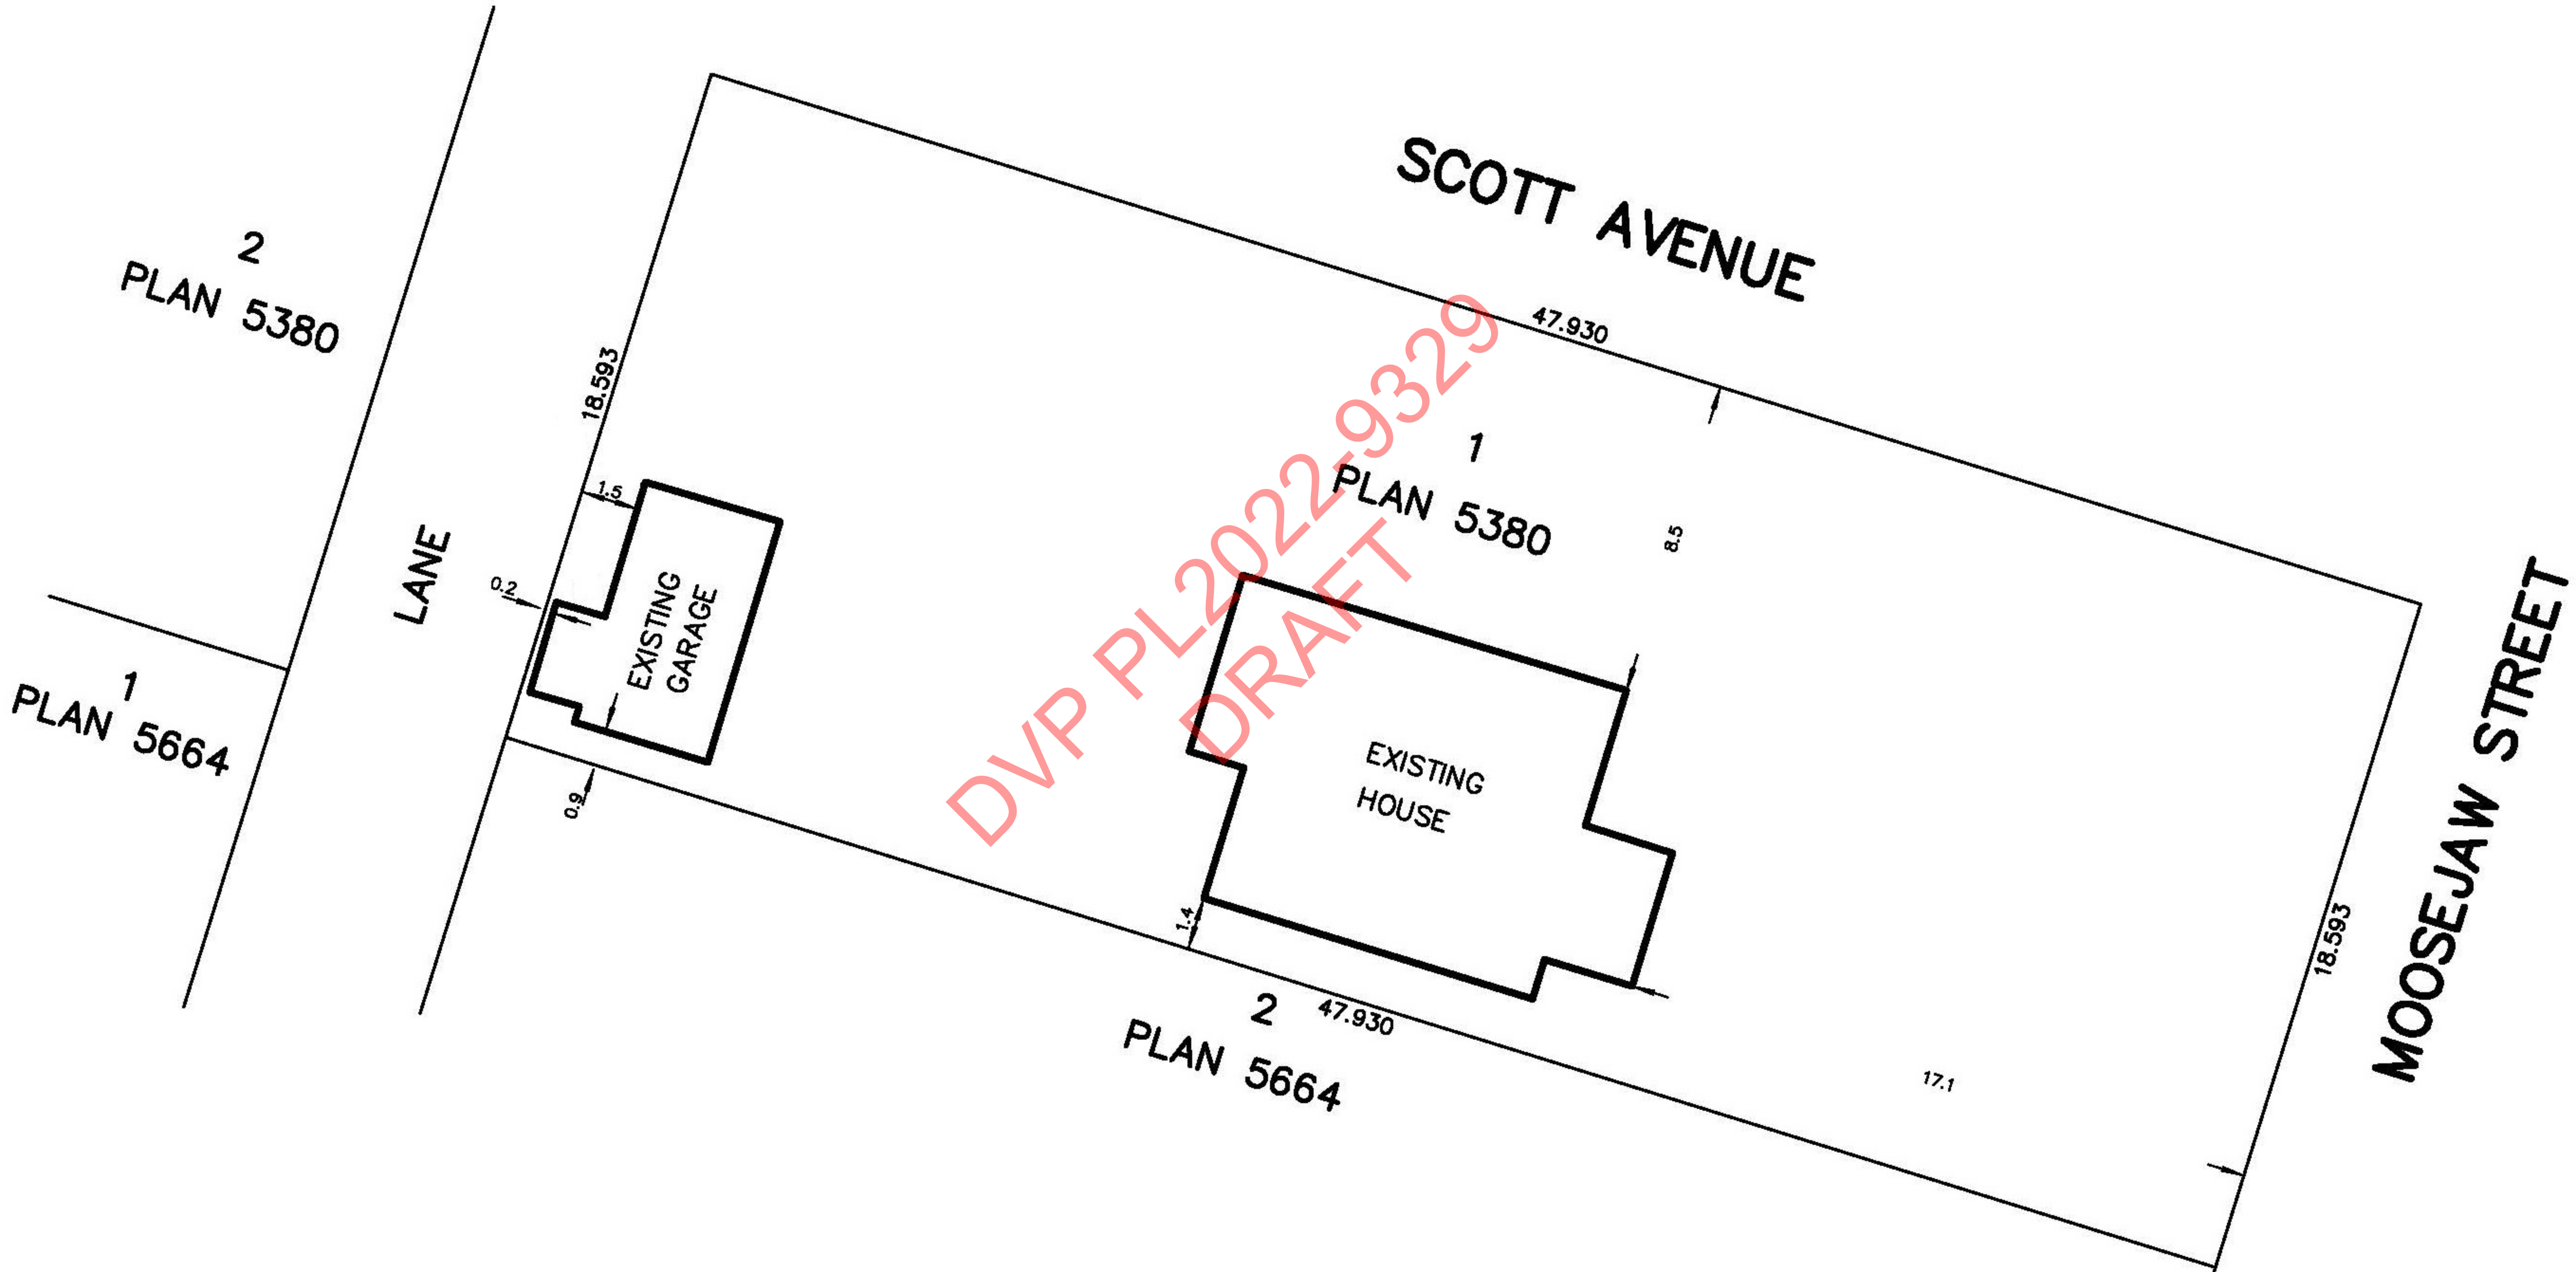 SCOTT AVENUE
47.930
2
PLAN 5380
18.593
1
PLAN 5380
8.5
1.5
LANE
0.2
EXISTING
GARAGE
0.9
1
PLAN 5664
EXISTING
HOUSE
1.4
2
PLAN 5664
47.930
17.1
18.593
MOOSEJAW STREET
DVP PL2022-9329
DRAFT